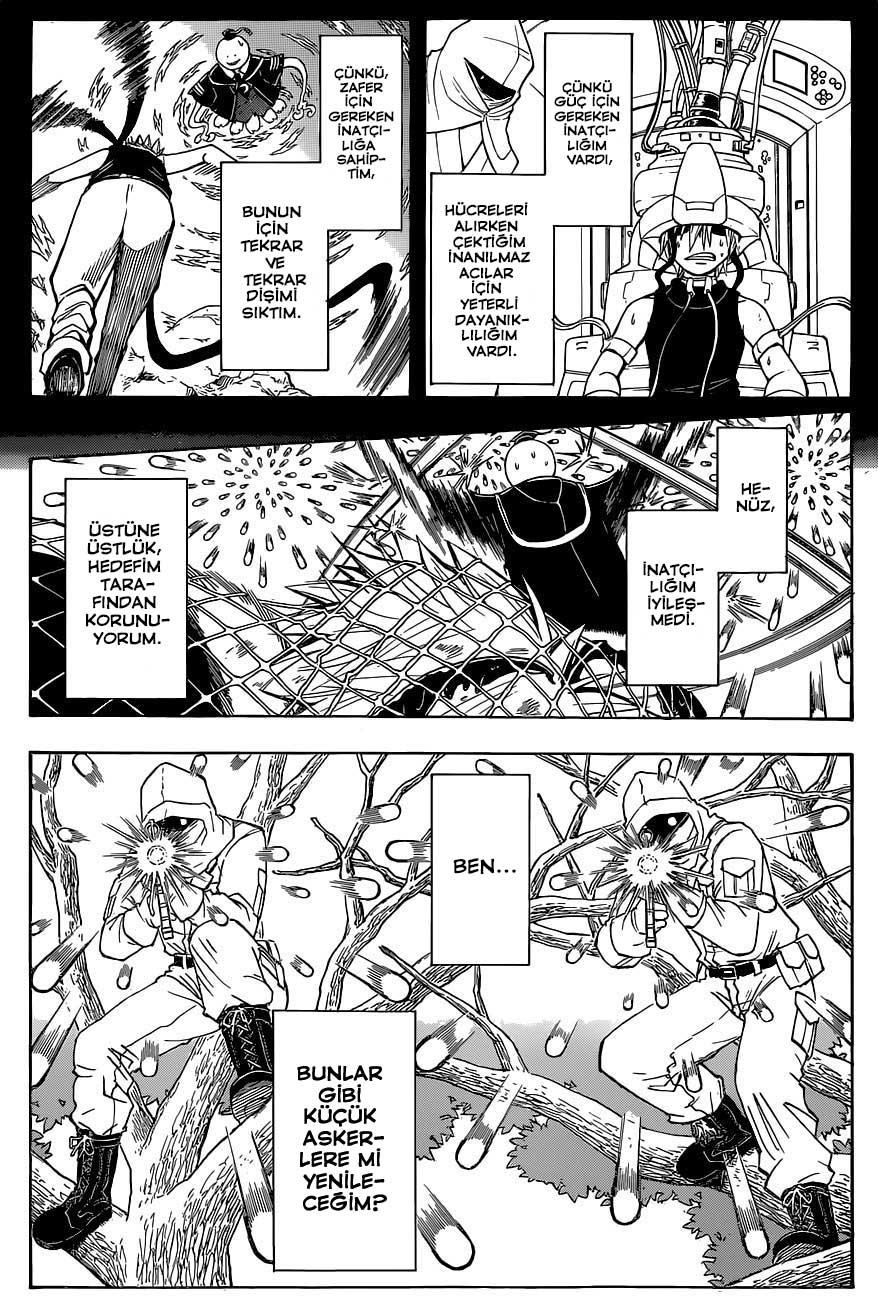 ÇÜNKÜ
GÜÇ İÇİN
GEREKEN
İNATÇI-
LIĞIM
VARDI,
HÜCRELERİ
ALIRKEN
ÇEKTİĞİM
İNANILMAZ
ACILAR
İÇİN
YETERLİ
DAYANIK-
LILIĞIM
VARDI.
ÇÜNKÜ,
ZAFER
İÇİN
GEREKEN
İNATÇI-
LIĞA
SAHİP-
TİM,
BUNUN
İÇİN
TEKRAR
VE
TEKRAR
DİŞİMİ
SIKTIM.
HE-
NÜZ,
İNATÇI-
LIĞIM
İYİLEŞ-
MEDİ.
ÜSTÜNE
ÜSTLÜK,
HEDEFİM
TARA-
FINDAN
KORUNU-
YORUM.
BEN...
BUNLAR
GİBİ
KÜÇÜK
ASKER-
LERE Mİ
YENİLE-
CEĞİM?